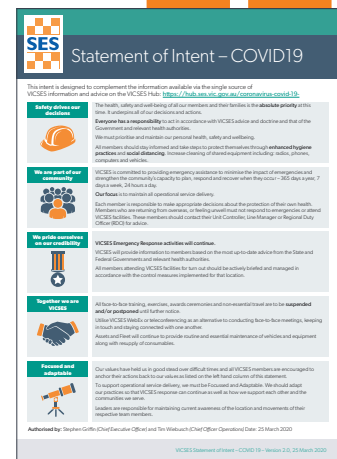 SES
Statement of Intent – COVID19
This intent is designed to complement the information available via the single source of
VICSES information and advice on the VICSES Hub: https://hub.ses.vic.gov.au/coronavirus-covid-19-
Safety drives our
decisions
The health, safety and well-being of all our members and their families is the absolute priority at this
time. It underpins all of our decisions and actions.
Everyone has a responsibility to act in accordance with VICSES advice and doctrine and that of the
Government and relevant health authorities.
We must prioritise and maintain our personal health, safety and wellbeing.
All members should stay informed and take steps to protect themselves through enhanced hygiene
practices and social distancing. Increase cleaning of shared equipment including: radios, phones,
computers and vehicles.
We are part of our
community
VICSES is committed to providing emergency assistance to minimise the impact of emergencies and
strengthen the community's capacity to plan, respond and recover when they occur – 365 days a year, 7
days a week, 24 hours a day.
Our focus is to maintain all operational service delivery.
Each member is responsible to make appropriate decisions about the protection of their own health.
Members who are returning from overseas, or feeling unwell must not respond to emergencies or attend
VICSES facilities. These members should contact their Unit Controller, Line Manager or Regional Duty
Officer (RDO) for advice.
We pride ourselves
on our credibility
VICSES Emergency Response activities will continue.
VICSES will provide information to members based on the most up-to-date advice from the State and
Federal Governments and relevant health authorities.
All members attending VICSES facilities for turn out should be actively briefed and managed in
accordance with the control measures implemented for that location.
Together we are
VICSES
All face-to-face training, exercises, awards ceremonies and non-essential travel are to be suspended
and/or postponed until further notice.
Utilise VICSES WebEx or teleconferencing as an alternative to conducting face-to-face meetings, keeping
in touch and staying connected with one another.
Assets and Fleet will continue to provide routine and essential maintenance of vehicles and equipment
along with resupply of consumables.
Focused and
adaptable
Our values have held us in good stead over difficult times and all VICSES members are encouraged to
anchor their actions back to our values as listed on the left hand column of this statement.
To support operational service delivery, we must be Focused and Adaptable. We should adapt
our practices so that VICSES response can continue as well as how we support each other and the
communities we serve.
Leaders are responsible for maintaining current awareness of the location and movements of their
respective team members.
Authorised by: Stephen Griffin (Chief Executive Officer) and Tim Wiebusch (Chief Officer Operations) Date: 25 March 2020
VICSES Statement of Intent – COVID 19 – Version 2.0, 25 March 2020